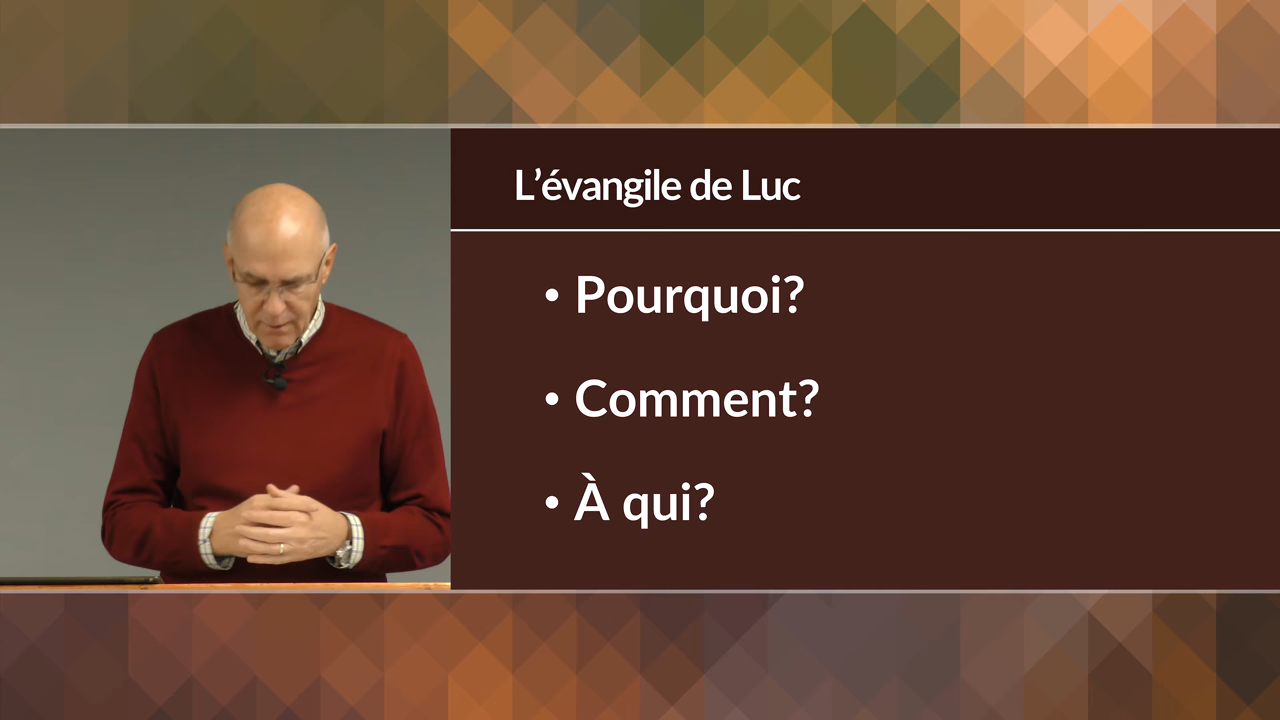 L’évangile de Luc
• Pourquoi?
• Comment?
• À qui?